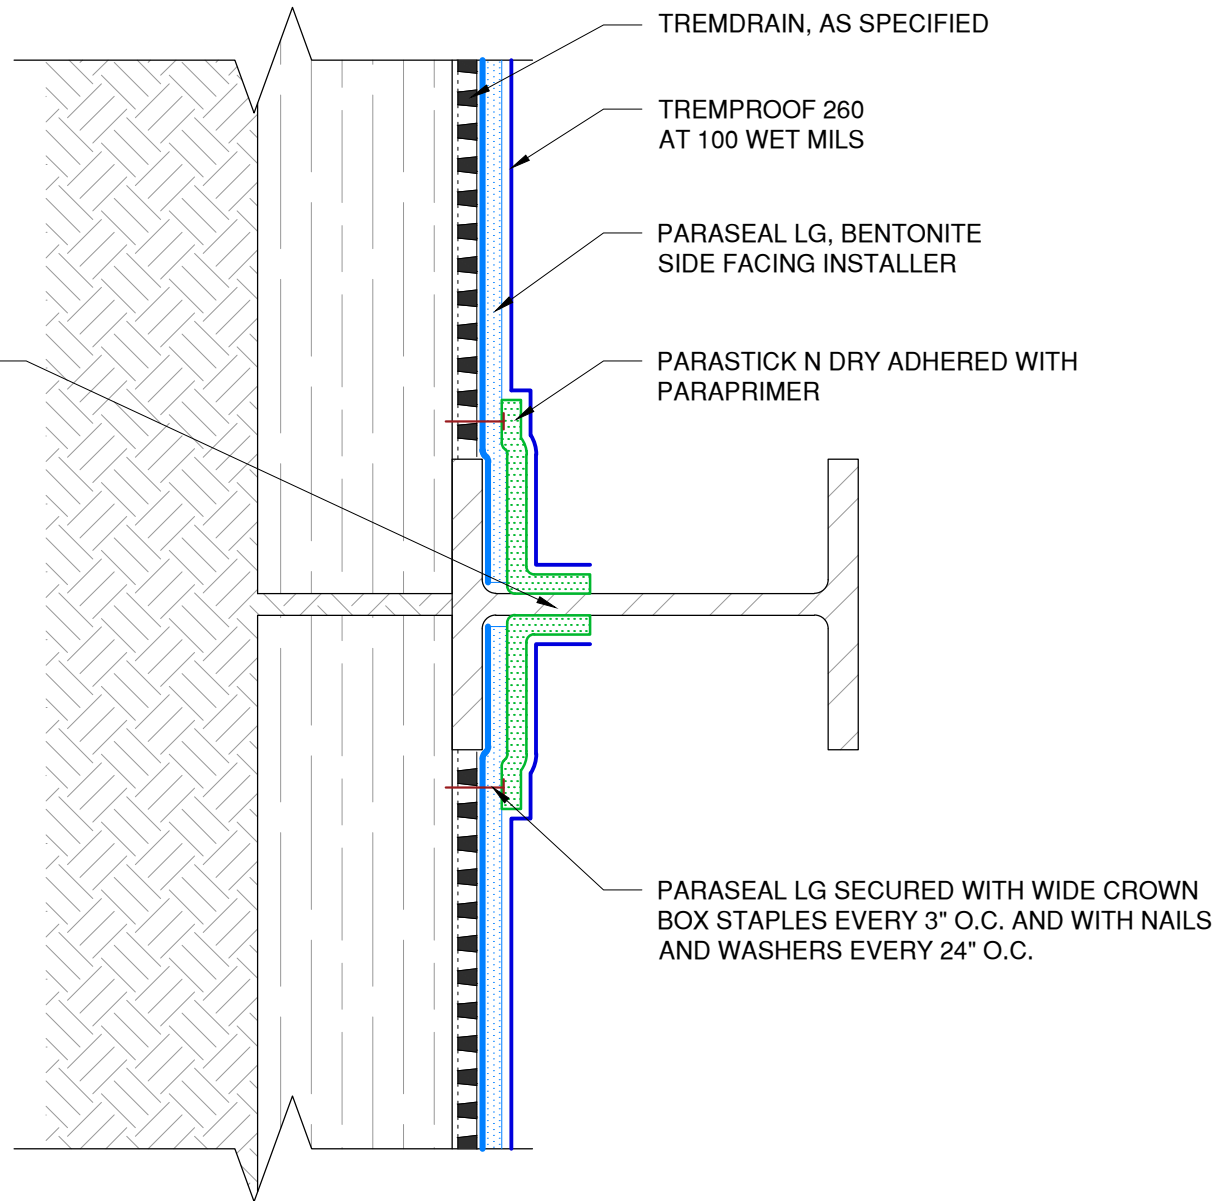 TREMDRAIN, AS SPECIFIED
TREMPROOF 260
AT 100 WET MILS
PARASEAL LG, BENTONITE
SIDE FACING INSTALLER
PARASTICK N DRY ADHERED WITH
PARAPRIMER
PARASEAL LG SECURED WITH WIDE CROWN
BOX STAPLES EVERY 3" O.C. AND WITH NAILS
AND WASHERS EVERY 24" O.C.